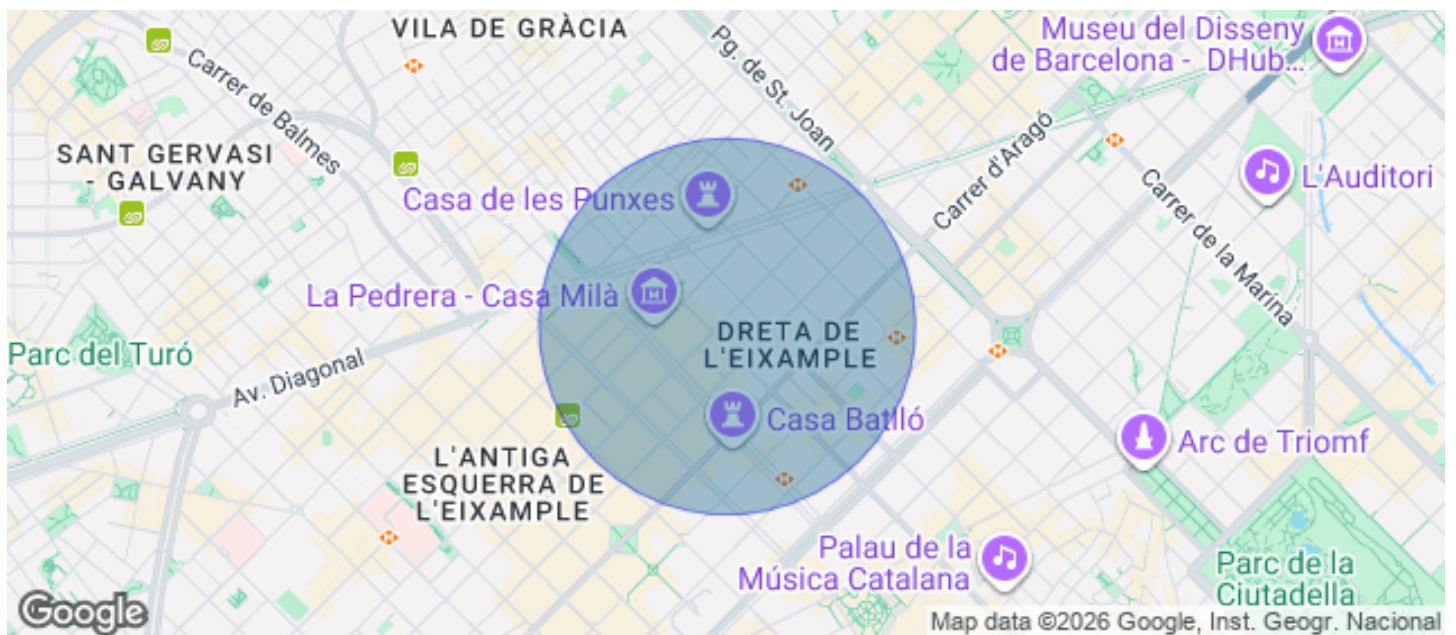 VILA DE GRÀCIA
Carrer de Balmes
SANT GERVASI
- GALVANY
Pg. de St. Joan
Museu del Disseny
de Barcelona - DHub...
Carrer d'Aragó
L'Auditori
Carrer de la Marina
Casa de les Punxes
La Pedrera - Casa Milà
DRETA DE
L'EIXAMPLE
Parc del Turó
Av. Diagonal
Casa Batlló
Arc de Triomf
L'ANTIGA
ESQUERRA DE
L'EIXAMPLE
Palau de la
Música Catalana
Parc de la
Ciutadella
Google
Map data ©2026 Google, Inst. Geogr. Nacional